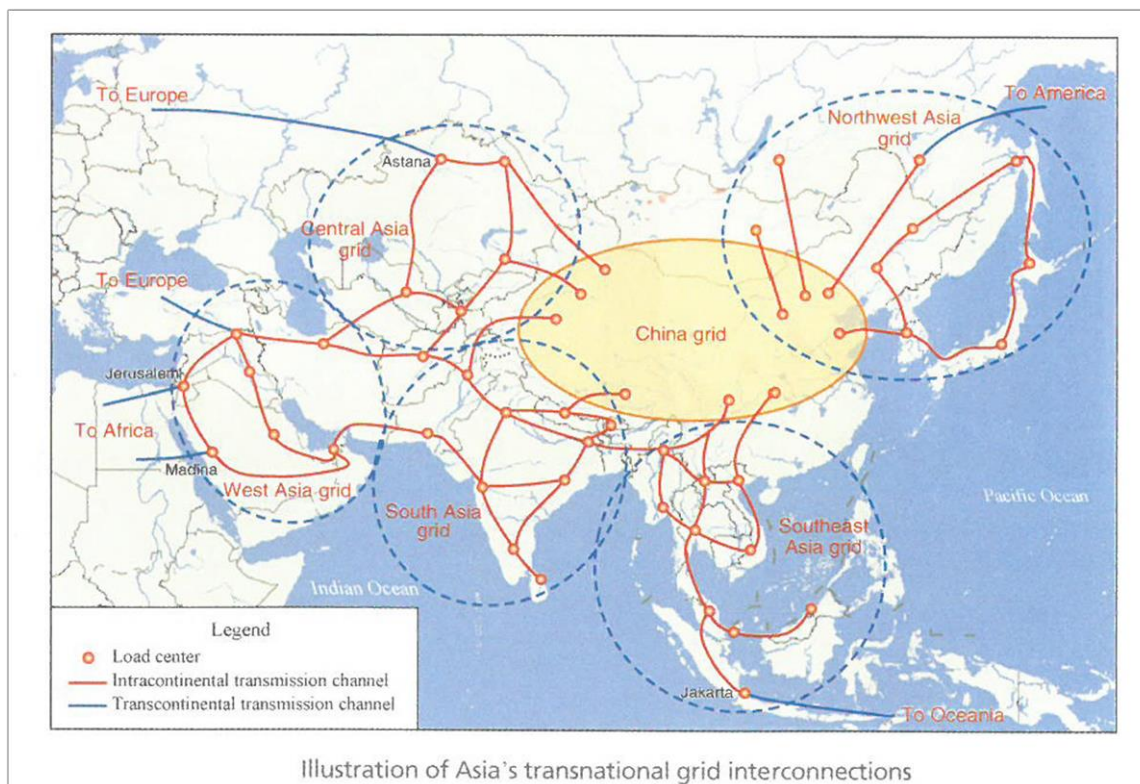 To Europe
To America
Northwest Asia
grid
Astana
Central Asia
grid
To Europe
China grid
Jerusalem
To Africa
Madina
West Asia grid
South Asia
grid
Southeast
Asia grid
Pacific Ocean
Indian Ocean
Legend
Load center
Intracontinental transmission channel
Transcontinental transmission channel
Jakarta
To Oceania
Illustration of Asia's transnational grid interconnections